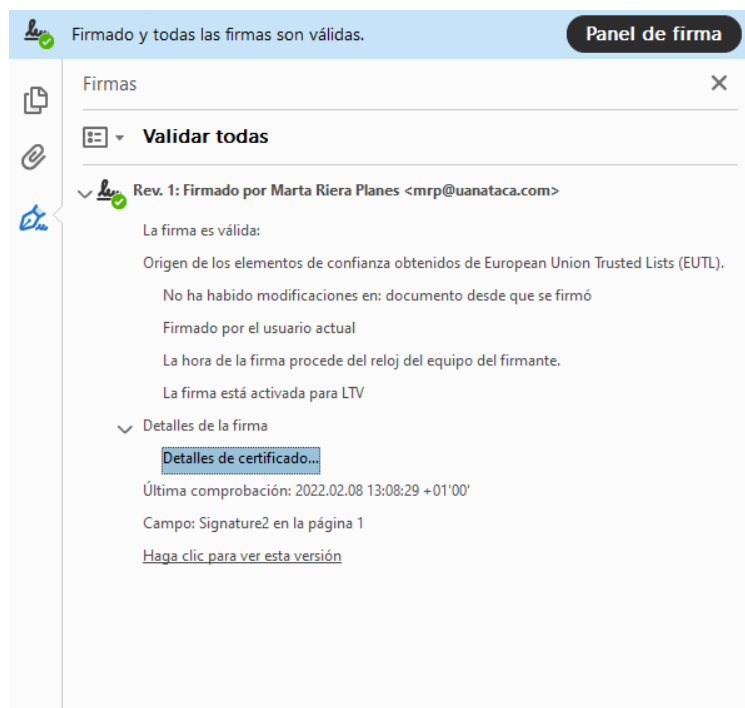 Firmado y todas las firmas son válidas.
Panel de firma
Firmas
Validar todas
Rev. 1: Firmado por Marta Riera Planes <mrp@uanataca.com>
La firma es válida:
Origen de los elementos de confianza obtenidos de European Union Trusted Lists (EUTL).
No ha habido modificaciones en: documento desde que se firmó
Firmado por el usuario actual
La hora de la firma procede del reloj del equipo del firmante.
La firma está activada para LTV
Detalles de la firma
Detalles de certificado...
Última comprobación: 2022.02.08 13:08:29 +01'00'
Campo: Signature2 en la página 1
Haga clic para ver esta versión